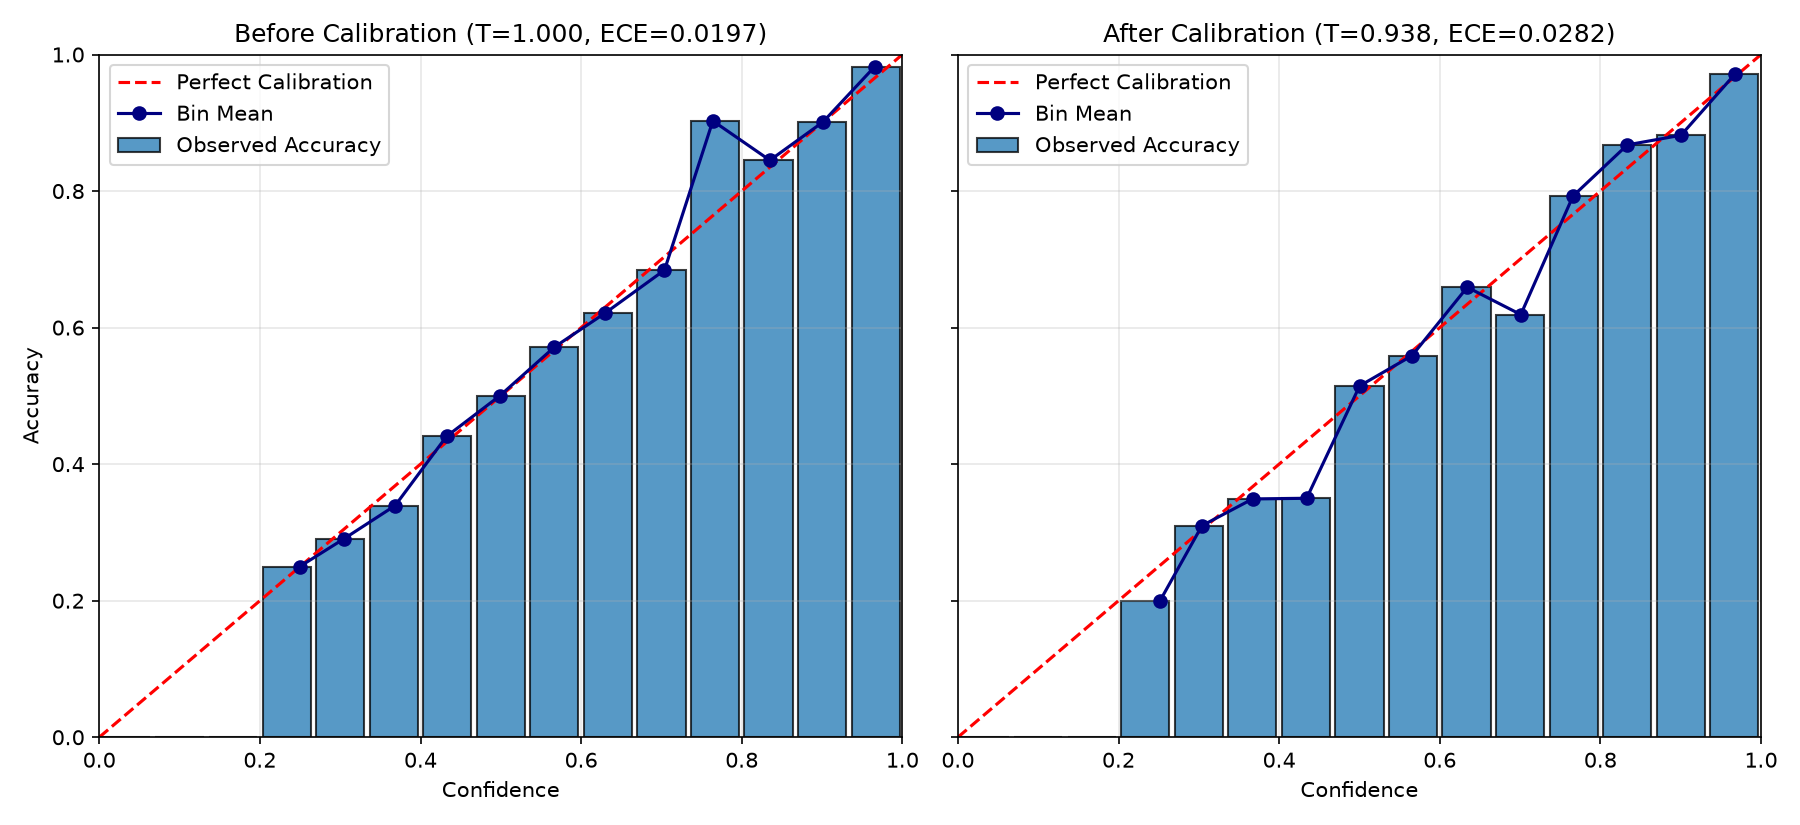 Before Calibration (T=1.000, ECE=0.0197)
Perfect Calibration
Bin Mean
Observed Accuracy
1.0
0.8
0.6
0.4
0.2
0.0
Accuracy
0.0 0.2 0.4 0.6 0.8 1.0
Confidence
After Calibration (T=0.938, ECE=0.0282)
Perfect Calibration
Bin Mean
Observed Accuracy
0.0 0.2 0.4 0.6 0.8 1.0
Confidence